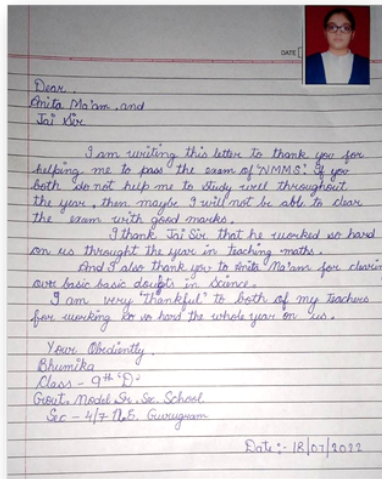 DATE
Dear,
Anita Ma'am, and
Jai Sir
I am writing this letter to thank you for
helping me to pass the exam of 'NMMS'. If you
both do not help me to study well throughout
the year, then maybe I will not be able to clear
the exam with good marks.
I thank Jai Sir that he worked so hard
on us throught the year in teaching maths.
And I also thank you to Anita Ma'am for clearin
our basic basic doubts in Science.
I am very 'thankful' to both of my teachers
for working so hard the whole year on us.
Your Obediently,
Bhumika
Class - 9th 'D'
Govt. Model Sr. Sec. School
Sec - 4/7 U.E. Gurugram
Date :- 18/07/2022